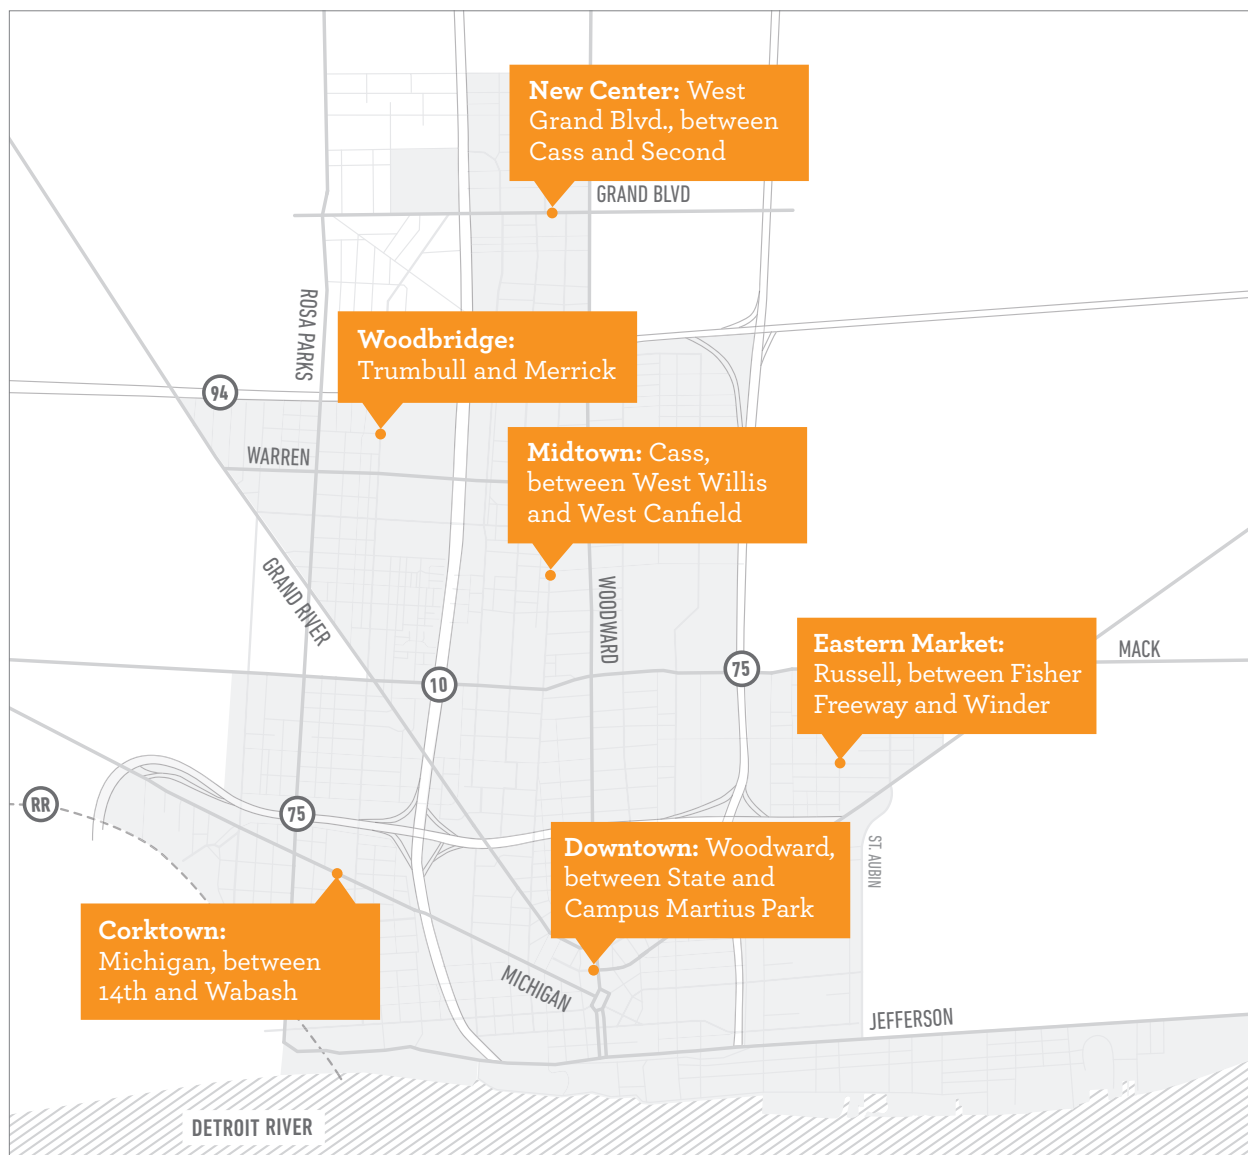 New Center: West
Grand Blvd., between
Cass and Second
GRAND BLVD
ROSA PARKS
Woodbridge:
Trumbull and Merrick
94
WARREN
Midtown: Cass,
between West Willis
and West Canfield
GRAND RIVER
WOODWARD
Eastern Market:
Russell, between Fisher
Freeway and Winder
MACK
75
10
RR
75
Downtown: Woodward,
between State and
Campus Martius Park
ST. AUBIN
Corktown:
Michigan, between
14th and Wabash
MICHIGAN
JEFFERSON
DETROIT RIVER